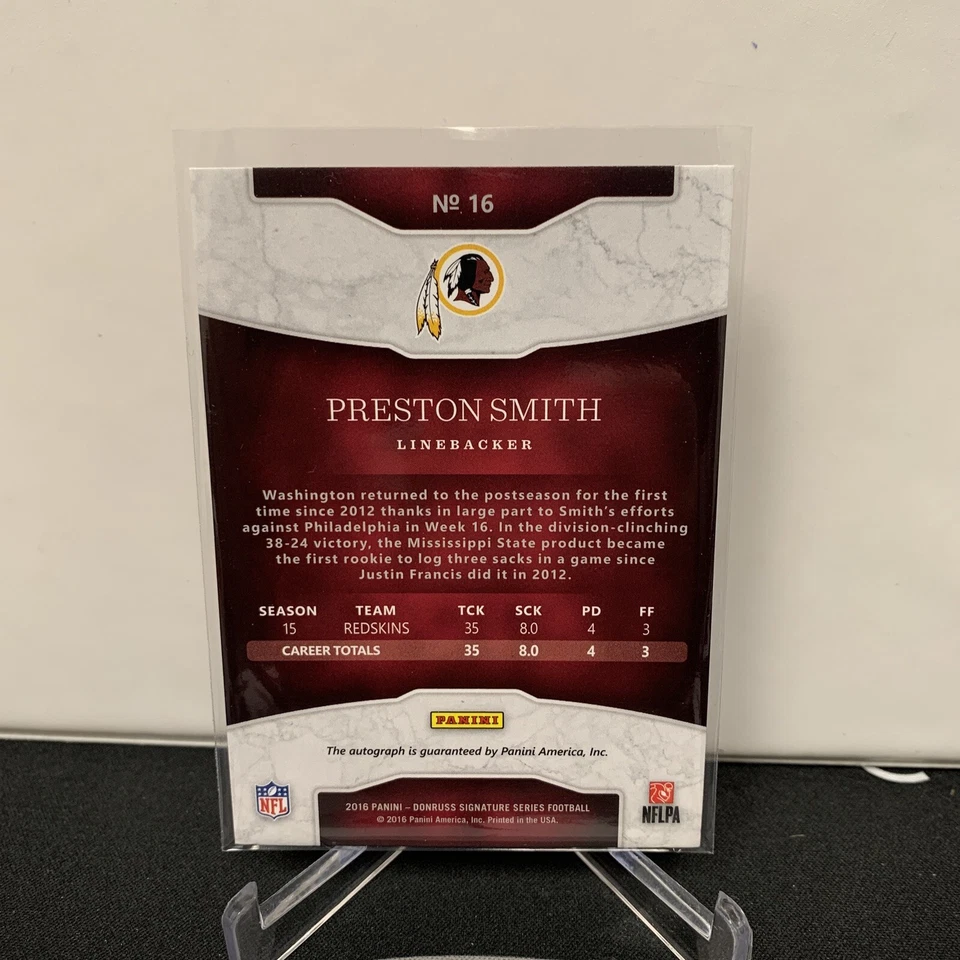 Nº 16
PRESTON SMITH
LINEBACKER
Washington returned to the postseason for the first
time since 2012 thanks in large part to Smith's efforts
against Philadelphia in Week 16. In the division-clinching
38-24 victory, the Mississippi State product became
the first rookie to log three sacks in a game since
Justin Francis did it in 2012.
SEASON TEAM TCK SCK PD FF
15 REDSKINS 35 8.0 4 3
CAREER TOTALS 35 8.0 4 3
PANINI
The autograph is guaranteed by Panini America, Inc.
NFL
2016 PANINI – DONRUSS SIGNATURE SERIES FOOTBALL
© 2016 Panini America, Inc. Printed in the USA.
NFLPA